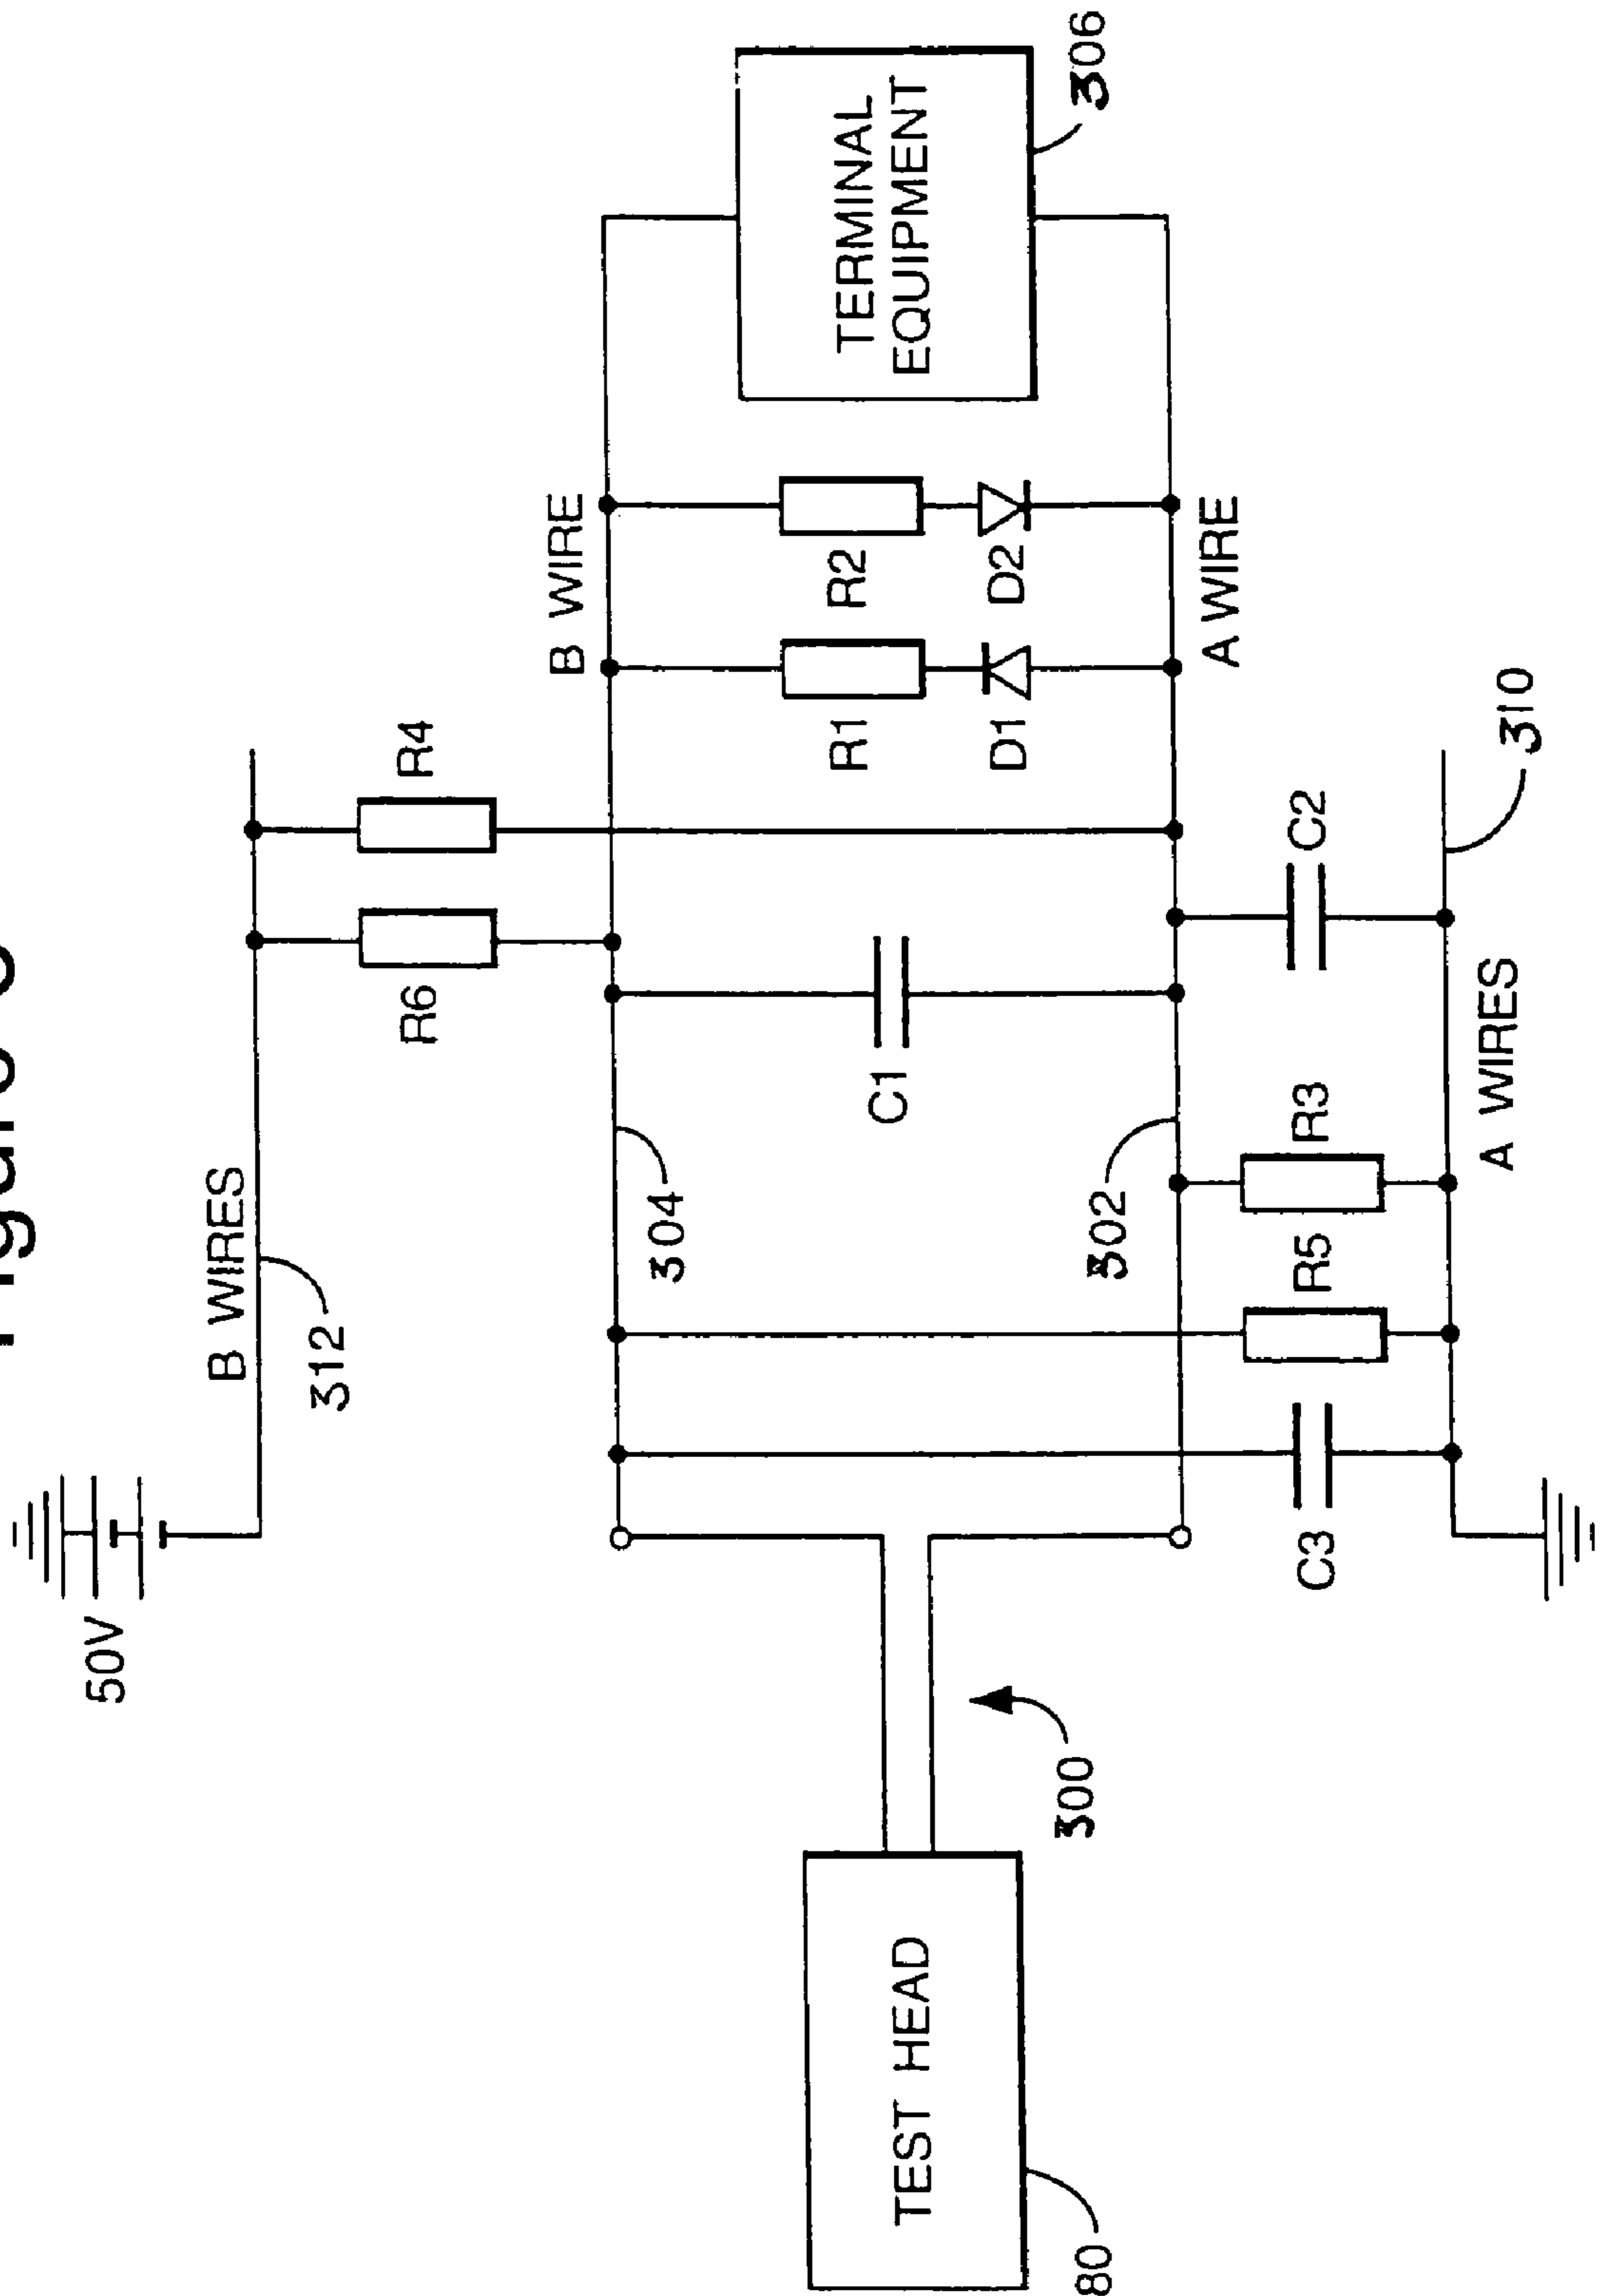 50V
B WIRES
312
R6
R4
B WIRE
304
C1
R1
R2
D1
D2
TERMINAL
EQUIPMENT
306
TEST HEAD
80
300
302
A WIRE
C3
R5
R3
C2
A WIRES
310